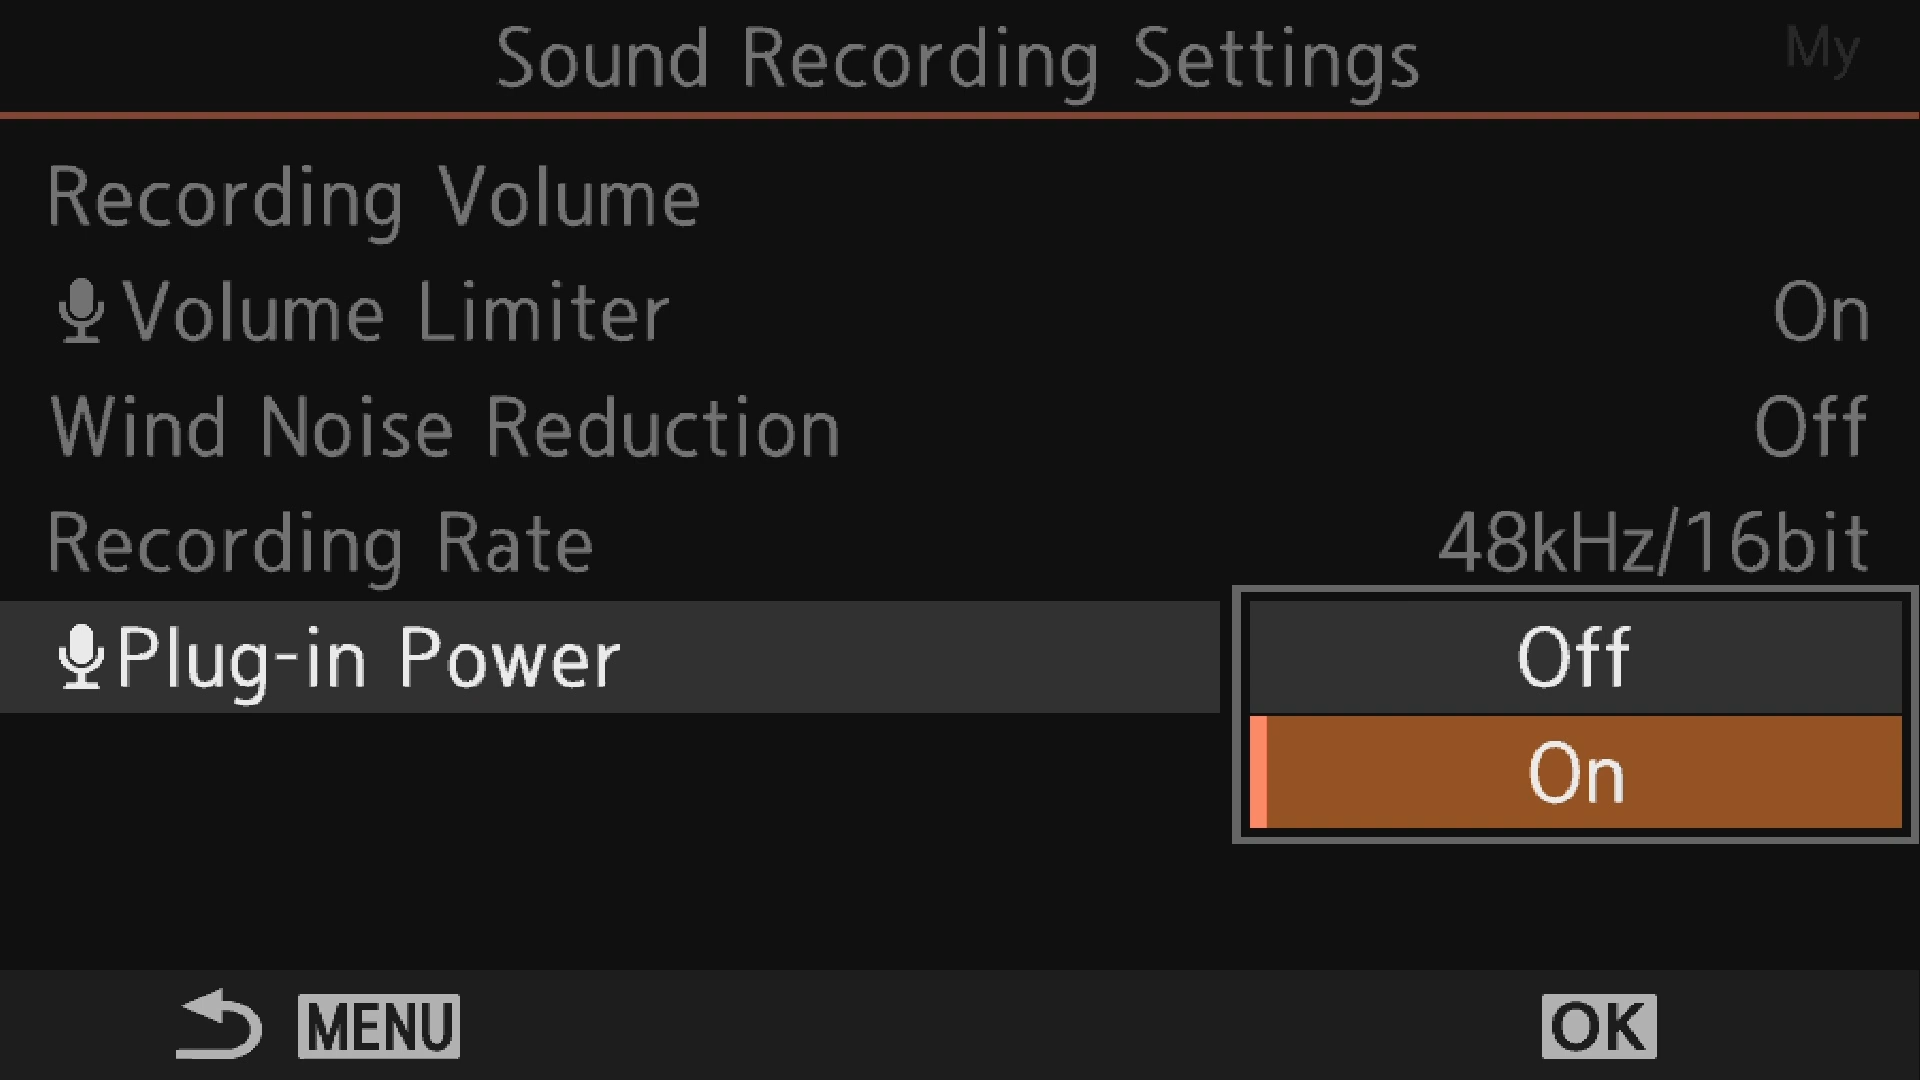 Sound Recording Settings My
Recording Volume
Volume Limiter On
Wind Noise Reduction Off
Recording Rate 48kHz/16bit
Plug-in Power Off
On
MENU OK